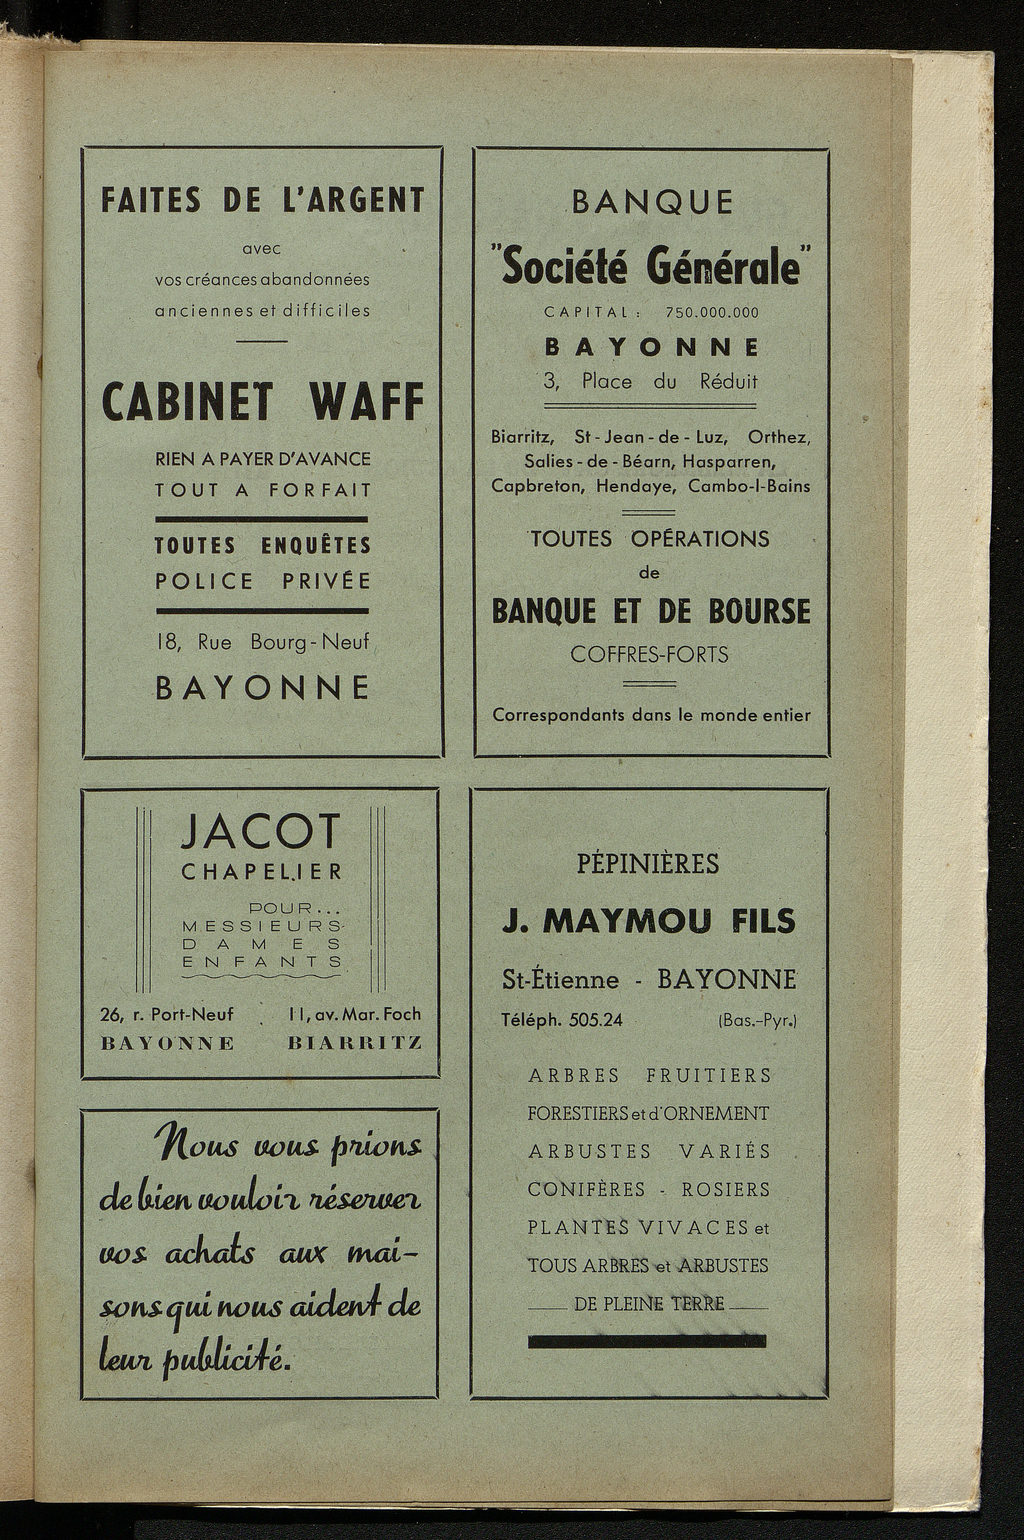 FAITES DE L'ARGENT
avec
vos créances abandonnées
anciennes et difficiles
CABINET WAFF
RIEN A PAYER D'AVANCE
TOUT A FORFAIT
TOUTES ENQUÊTES
POLICE PRIVÉE
18, Rue Bourg-Neuf
BAYONNE
BANQUE
"Société Générale"
CAPITAL : 750.000.000
BAYONNE
3, Place du Réduit
Biarritz, St-Jean-de-Luz, Orthez,
Salies-de-Béarn, Hasparren,
Capbreton, Hendaye, Cambo-l-Bains
TOUTES OPÉRATIONS
de
BANQUE ET DE BOURSE
COFFRES-FORTS
Correspondants dans le monde entier
JACOT
CHAPELIER
POUR...
MESSIEURS
DAMES
ENFANTS
26, r. Port-Neuf 11, av. Mar. Foch
BAYONNE BIARRITZ
Nous vous prions
de bien vouloir réserver
vos achats aux mai-
sons qui nous aident de
leur publicité.
PÉPINIÈRES
J. MAYMOU FILS
St-Étienne - BAYONNE
Téléph. 505.24 (Bas.-Pyr.)
ARBRES FRUITIERS
FORESTIERS et d'ORNEMENT
ARBUSTES VARIÉS
CONIFÈRES - ROSIERS
PLANTES VIVACES et
TOUS ARBRES et ARBUSTES
DE PLEINE TERRE